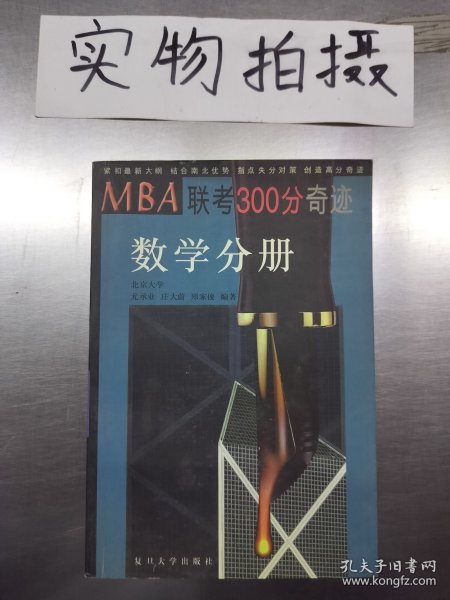 实物拍摄
紧扣最新大纲 结合南北优势 指点失分对策 创造高分奇迹
MBA联考300分奇迹
数学分册
北京大学
尤承业 庄大蔚 郑家俊 编著
复旦大学出版社
孔夫子旧书网
www.kongfz.com